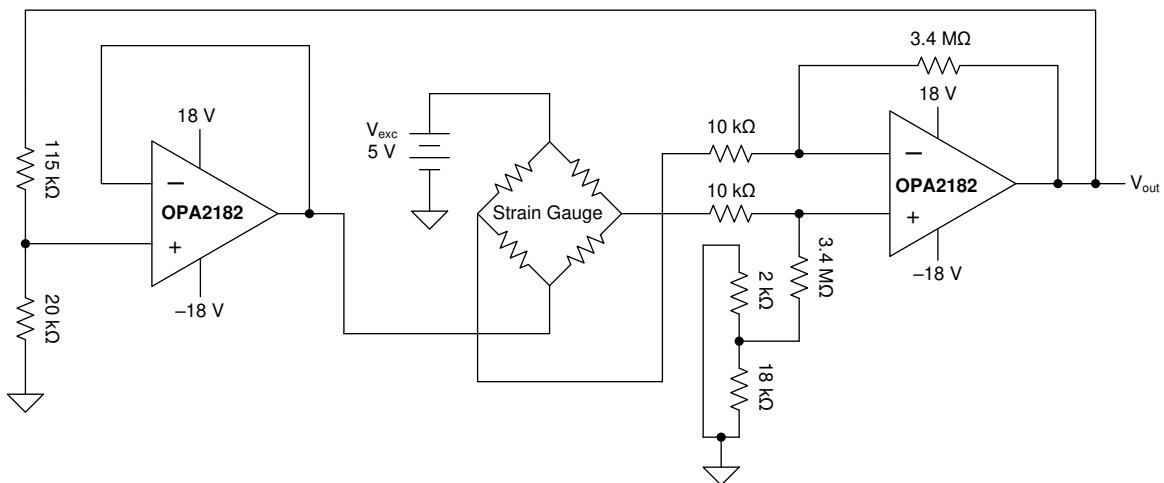 3.4 MΩ
18 V
18 V
V_exc
5 V
10 kΩ
115 kΩ
−
OPA2182
+
Strain Gauge
10 kΩ
−
OPA2182
+
V_out
−18 V
−18 V
20 kΩ
2 kΩ
3.4 MΩ
18 kΩ